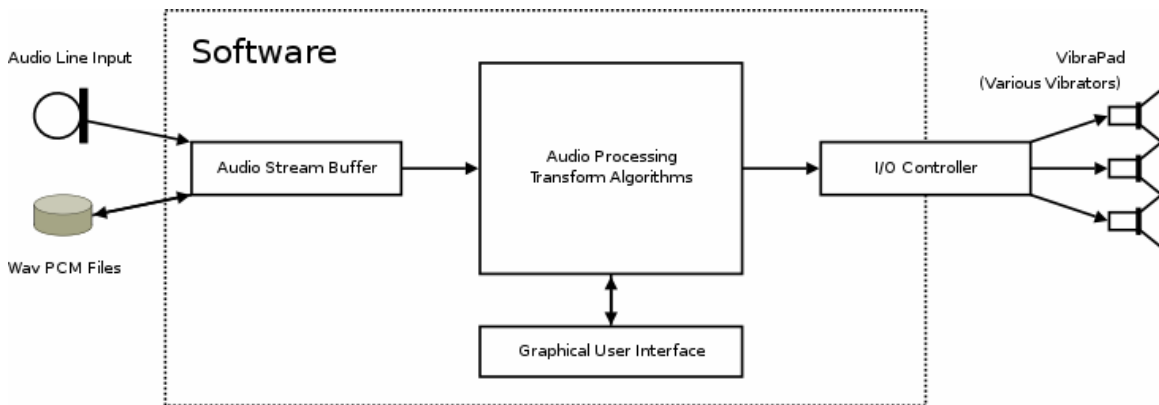 Software
Audio Line Input
VibraPad
(Various Vibrators)
Audio Stream Buffer
Audio Processing
Transform Algorithms
I/O Controller
Wav PCM Files
Graphical User Interface